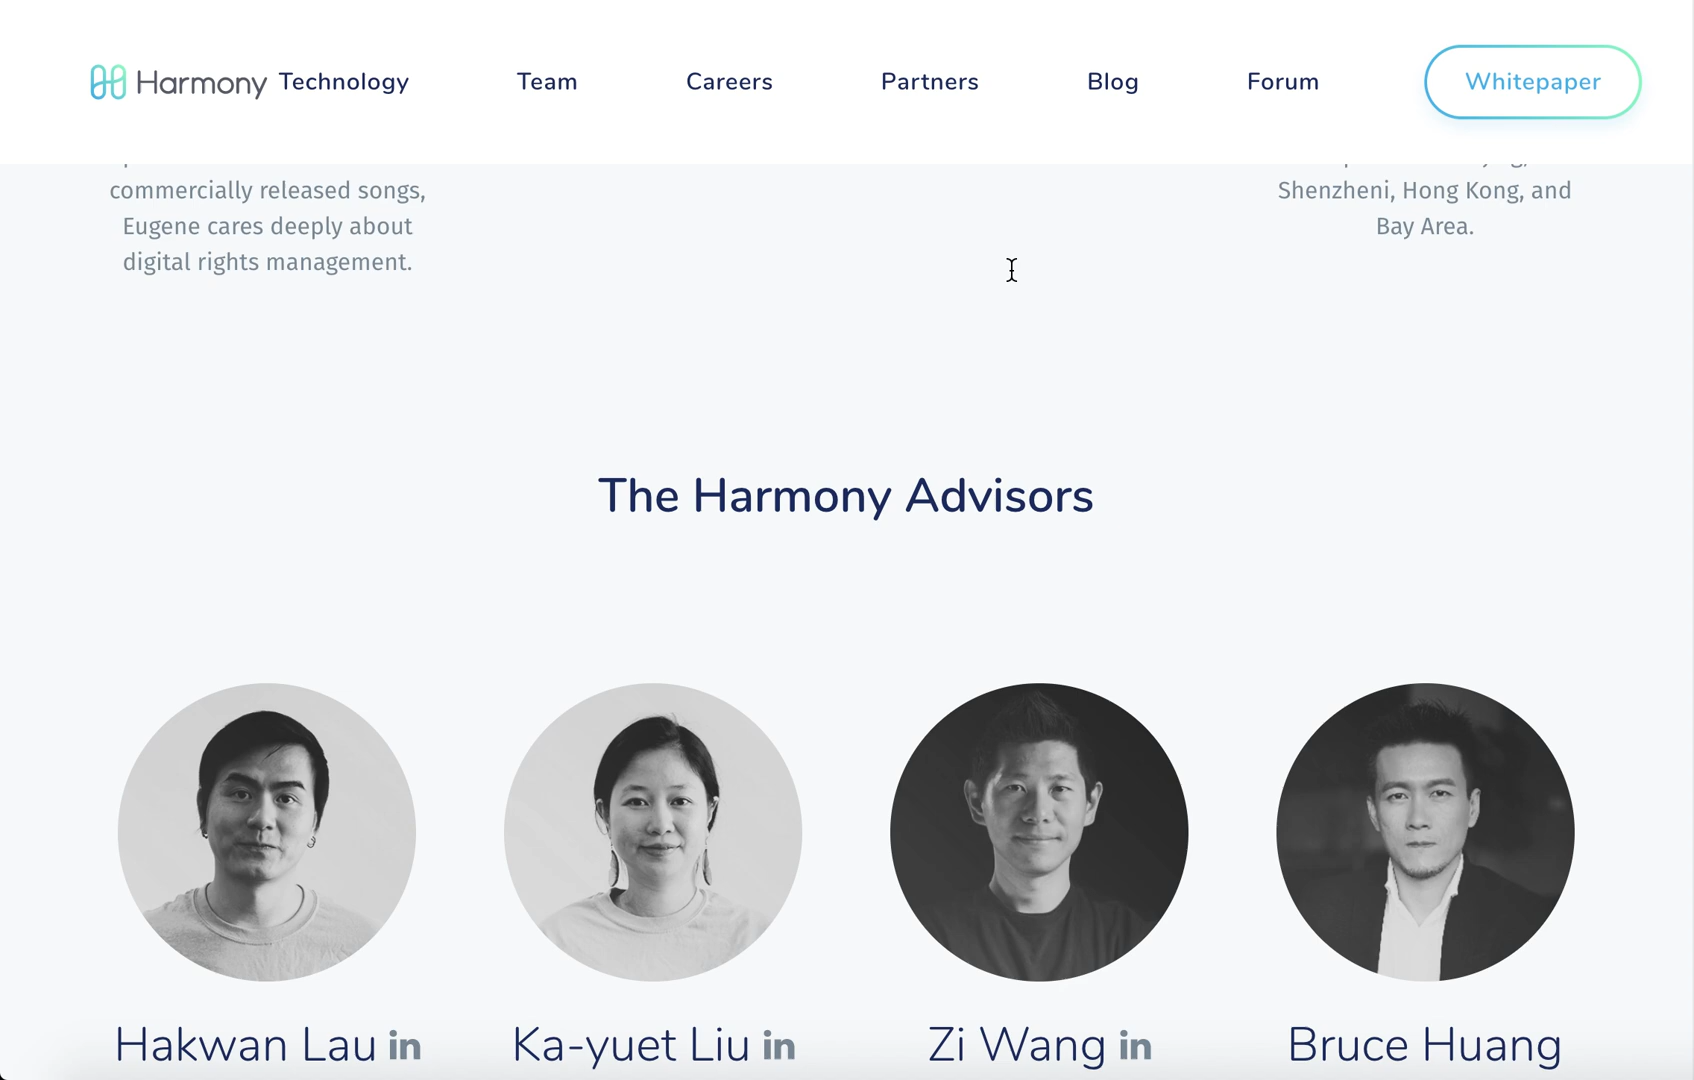 Harmony Technology Team Careers Partners Blog Forum Whitepaper
commercially released songs,
Eugene cares deeply about
digital rights management.
Shenzheni, Hong Kong, and
Bay Area.
The Harmony Advisors
Hakwan Lau in
Ka-yuet Liu in
Zi Wang in
Bruce Huang